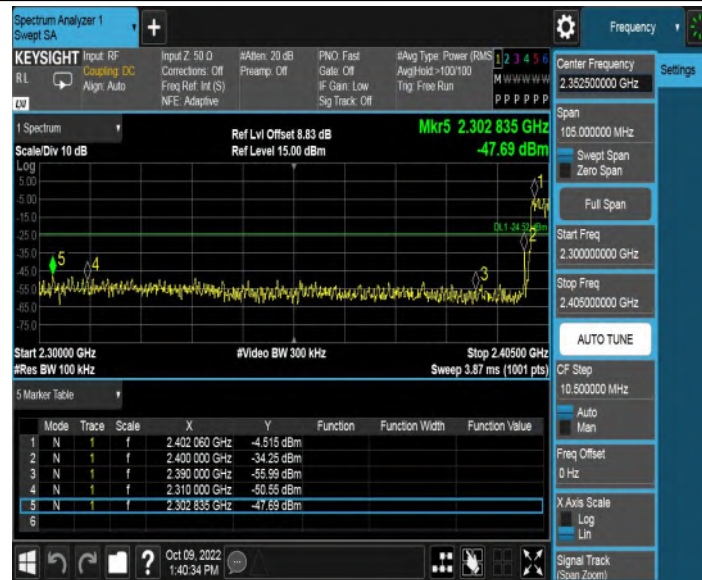 Spectrum Analyzer 1
Swept SA
+
Frequency
KEYSIGHT Input: RF
Coupling: DC
Align: Auto
RL
LXI
Input Z: 50 Ω
Corrections: Off
Freq Ref: Int (S)
NFE: Adaptive
#Atten: 20 dB
Preamp: Off
PNO: Fast
Gate: Off
IF Gain: Low
Sig Track: Off
#Avg Type: Power (RMS
Avg|Hold:>100/100
Trig: Free Run
1 2 3 4 5 6
M W W W W W
P P P P P P
1 Spectrum
Scale/Div 10 dB
Ref Lvl Offset 8.83 dB
Ref Level 15.00 dBm
Mkr5 2.302 835 GHz
-47.69 dBm
Log
5.00
-5.00
-15.0
-25.0
-35.0
-45.0
-55.0
-65.0
-75.0
1
DL1 -24.52 dBm
2
3
4
5
Start 2.30000 GHz
#Video BW 300 kHz
Stop 2.40500 GHz
#Res BW 100 kHz
Sweep 3.87 ms (1001 pts)
5 Marker Table
Mode Trace Scale X Y Function Function Width Function Value
1 N 1 f 2.402 060 GHz -4.515 dBm
2 N 1 f 2.400 000 GHz -34.25 dBm
3 N 1 f 2.390 000 GHz -55.99 dBm
4 N 1 f 2.310 000 GHz -50.55 dBm
5 N 1 f 2.302 835 GHz -47.69 dBm
6
?
Oct 09, 2022
1:40:34 PM
Center Frequency
2.352500000 GHz
Settings
Span
105.000000 MHz
Swept Span
Zero Span
Full Span
Start Freq
2.300000000 GHz
Stop Freq
2.405000000 GHz
AUTO TUNE
CF Step
10.500000 MHz
Auto
Man
Freq Offset
0 Hz
X Axis Scale
Log
Lin
Signal Track
(Span Zoom)